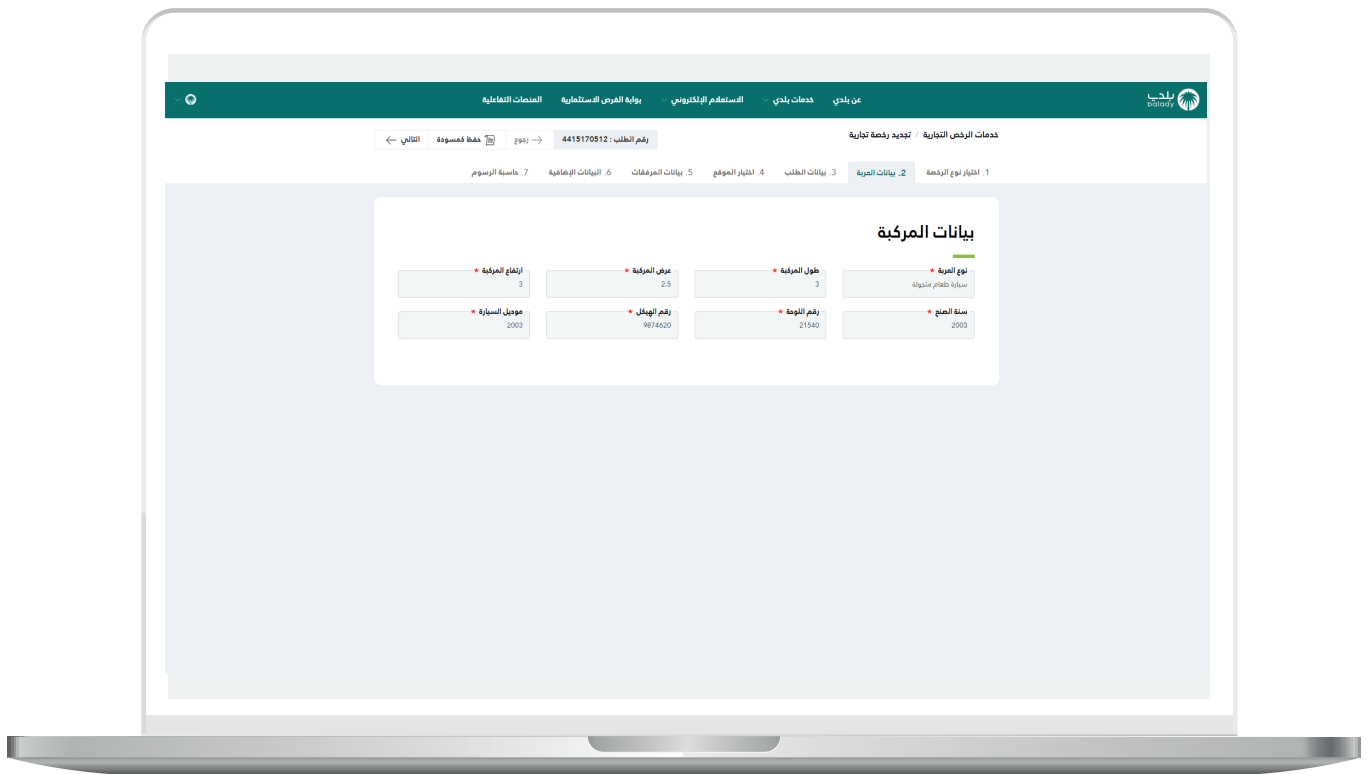 بلدي
balady
عن بلدي خدمات بلدي الاستعلام الإلكتروني بوابة الفرص الاستثمارية المنصات التفاعلية
خدمات الرخص التجارية / تجديد رخصة تجارية
رقم الطلب : 4415170512 رجوع حفظ كمسودة التالي
1. اختيار نوع الرخصة 2. بيانات العربة 3. بيانات الطلب 4. اختيار الموقع 5. بيانات المرفقات 6. البيانات الإضافية 7. حاسبة الرسوم
بيانات المركبة
نوع العربة * طول المركبة * عرض المركبة * ارتفاع المركبة *
سيارة طعام متجولة 3 2.5 3
سنة الصنع * رقم اللوحة * رقم الهيكل * موديل السيارة *
2003 21540 9874620 2003